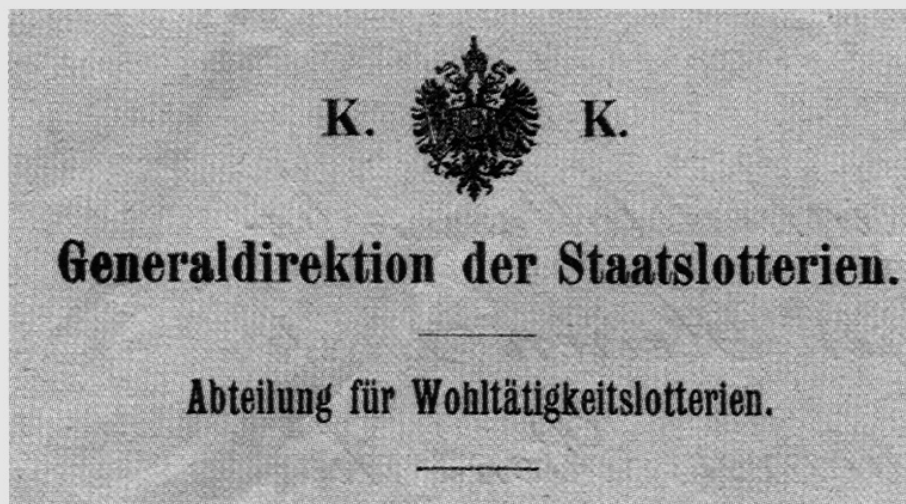 K. K.
Generaldirektion der Staatslotterien.
Abteilung für Wohltätigkeitslotterien.